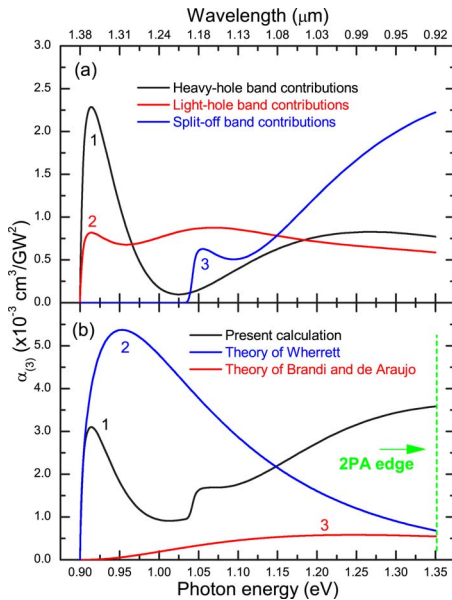 Wavelength (μm)
1.38 1.31 1.24 1.18 1.13 1.08 1.03 0.99 0.95 0.92
3.0
(a)
Heavy-hole band contributions
Light-hole band contributions
Split-off band contributions
2.5
2.0
1.5
1.0
0.5
0.0
1
2
3
α(3) (x10⁻³ cm³/GW²)
(b)
Present calculation
Theory of Wherrett
Theory of Brandi and de Araujo
5.0
4.0
3.0
2.0
1.0
0.0
2
1
3
2PA edge
0.90 0.95 1.00 1.05 1.10 1.15 1.20 1.25 1.30 1.35
Photon energy (eV)